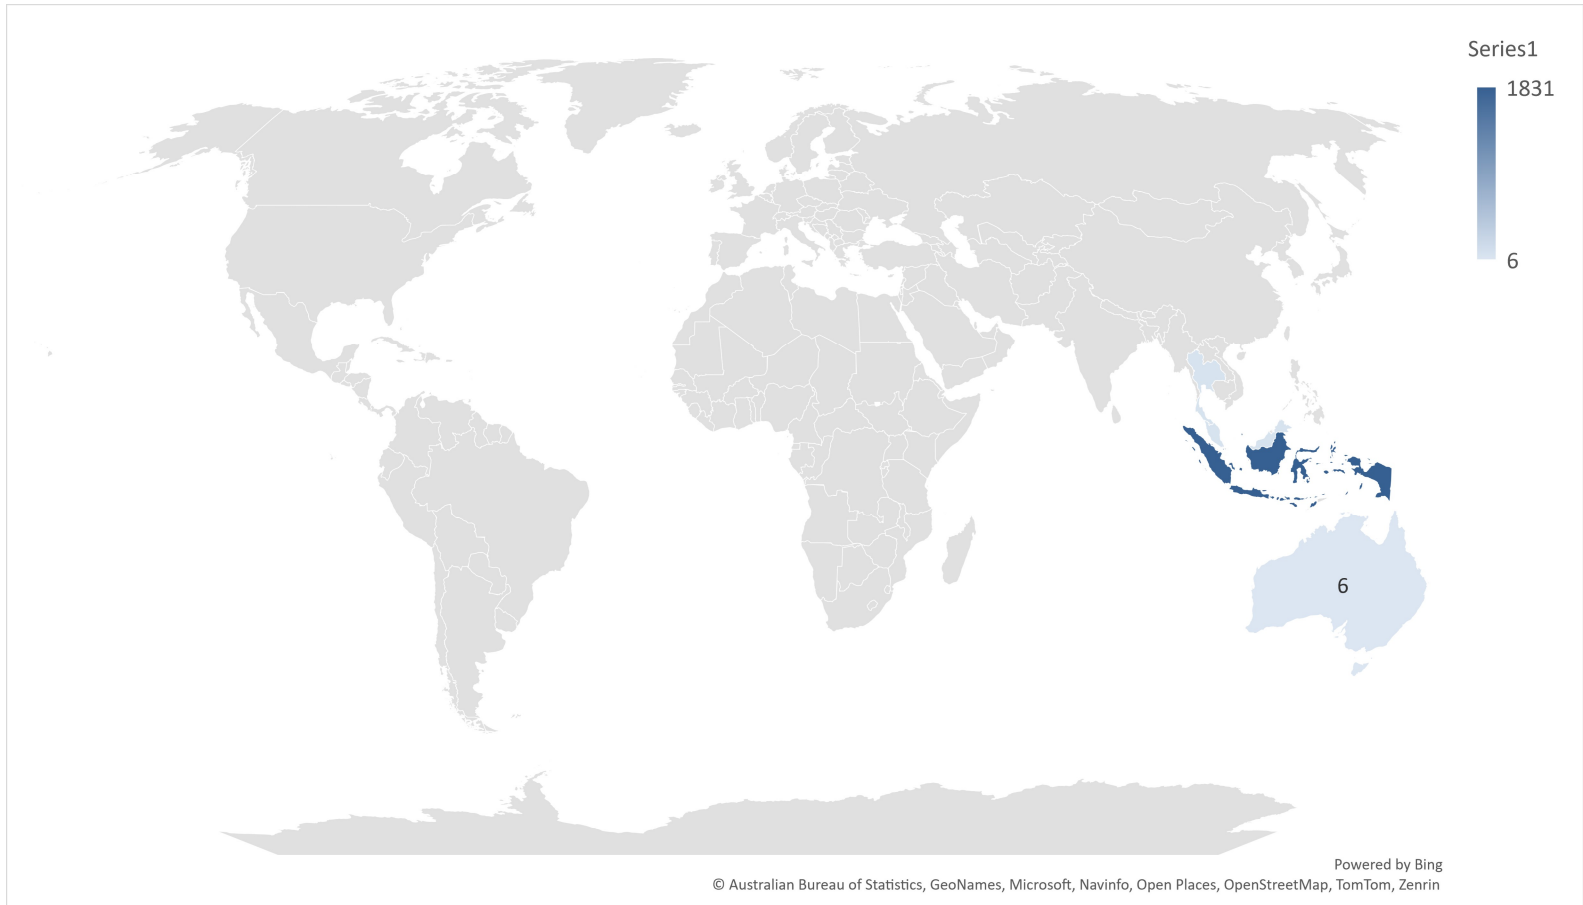 Series1
1831
6
6
Powered by Bing
© Australian Bureau of Statistics, GeoNames, Microsoft, Navinfo, Open Places, OpenStreetMap, TomTom, Zenrin